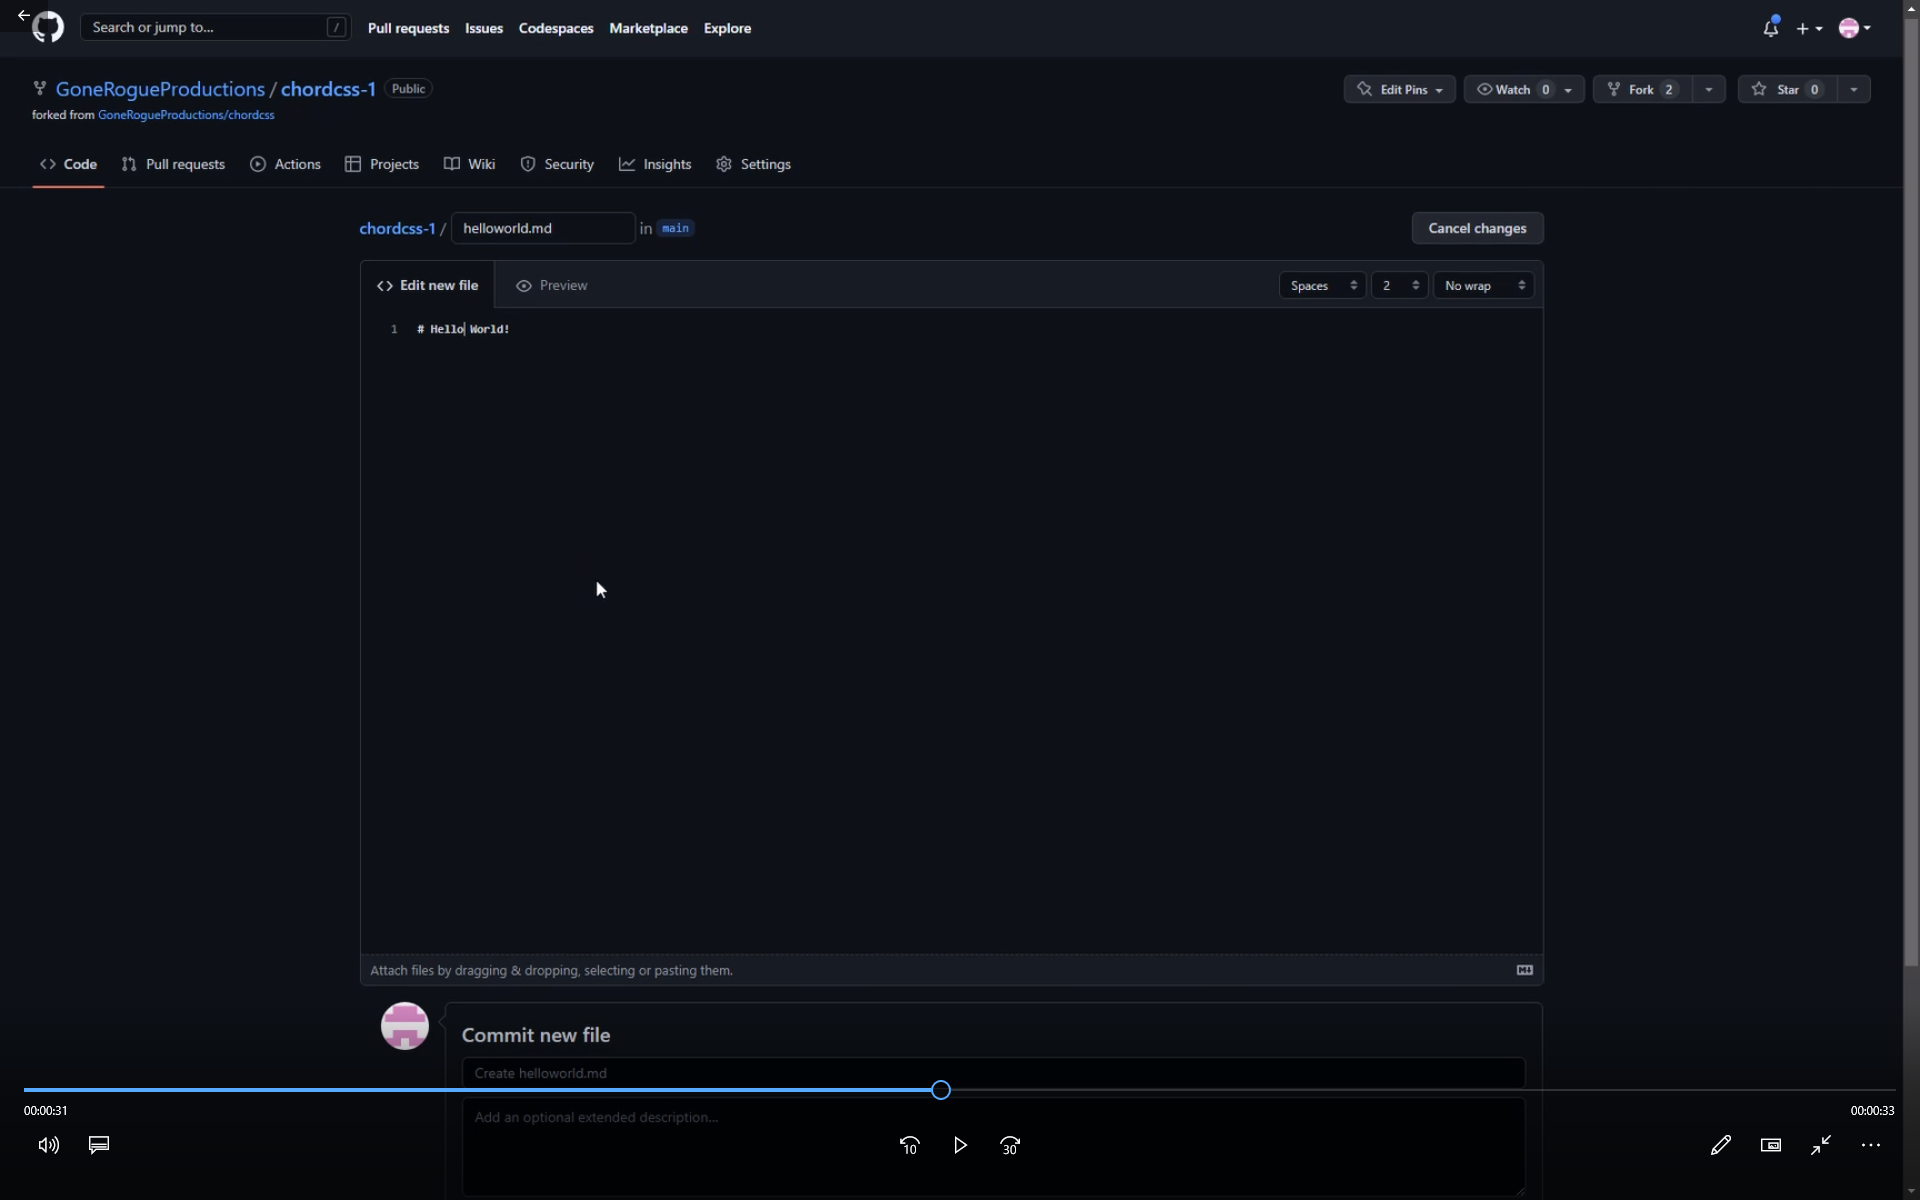 Search or jump to... /
Pull requests Issues Codespaces Marketplace Explore
GoneRogueProductions / chordcss-1 Public
Edit Pins Watch 0 Fork 2 Star 0
forked from GoneRogueProductions/chordcss
Code Pull requests Actions Projects Wiki Security Insights Settings
chordcss-1 / helloworld.md in main
Cancel changes
<> Edit new file Preview
Spaces 2 No wrap
1 # Hello World!
Attach files by dragging & dropping, selecting or pasting them.
Commit new file
Create helloworld.md
00:00:31 00:00:33
Add an optional extended description...
10 30